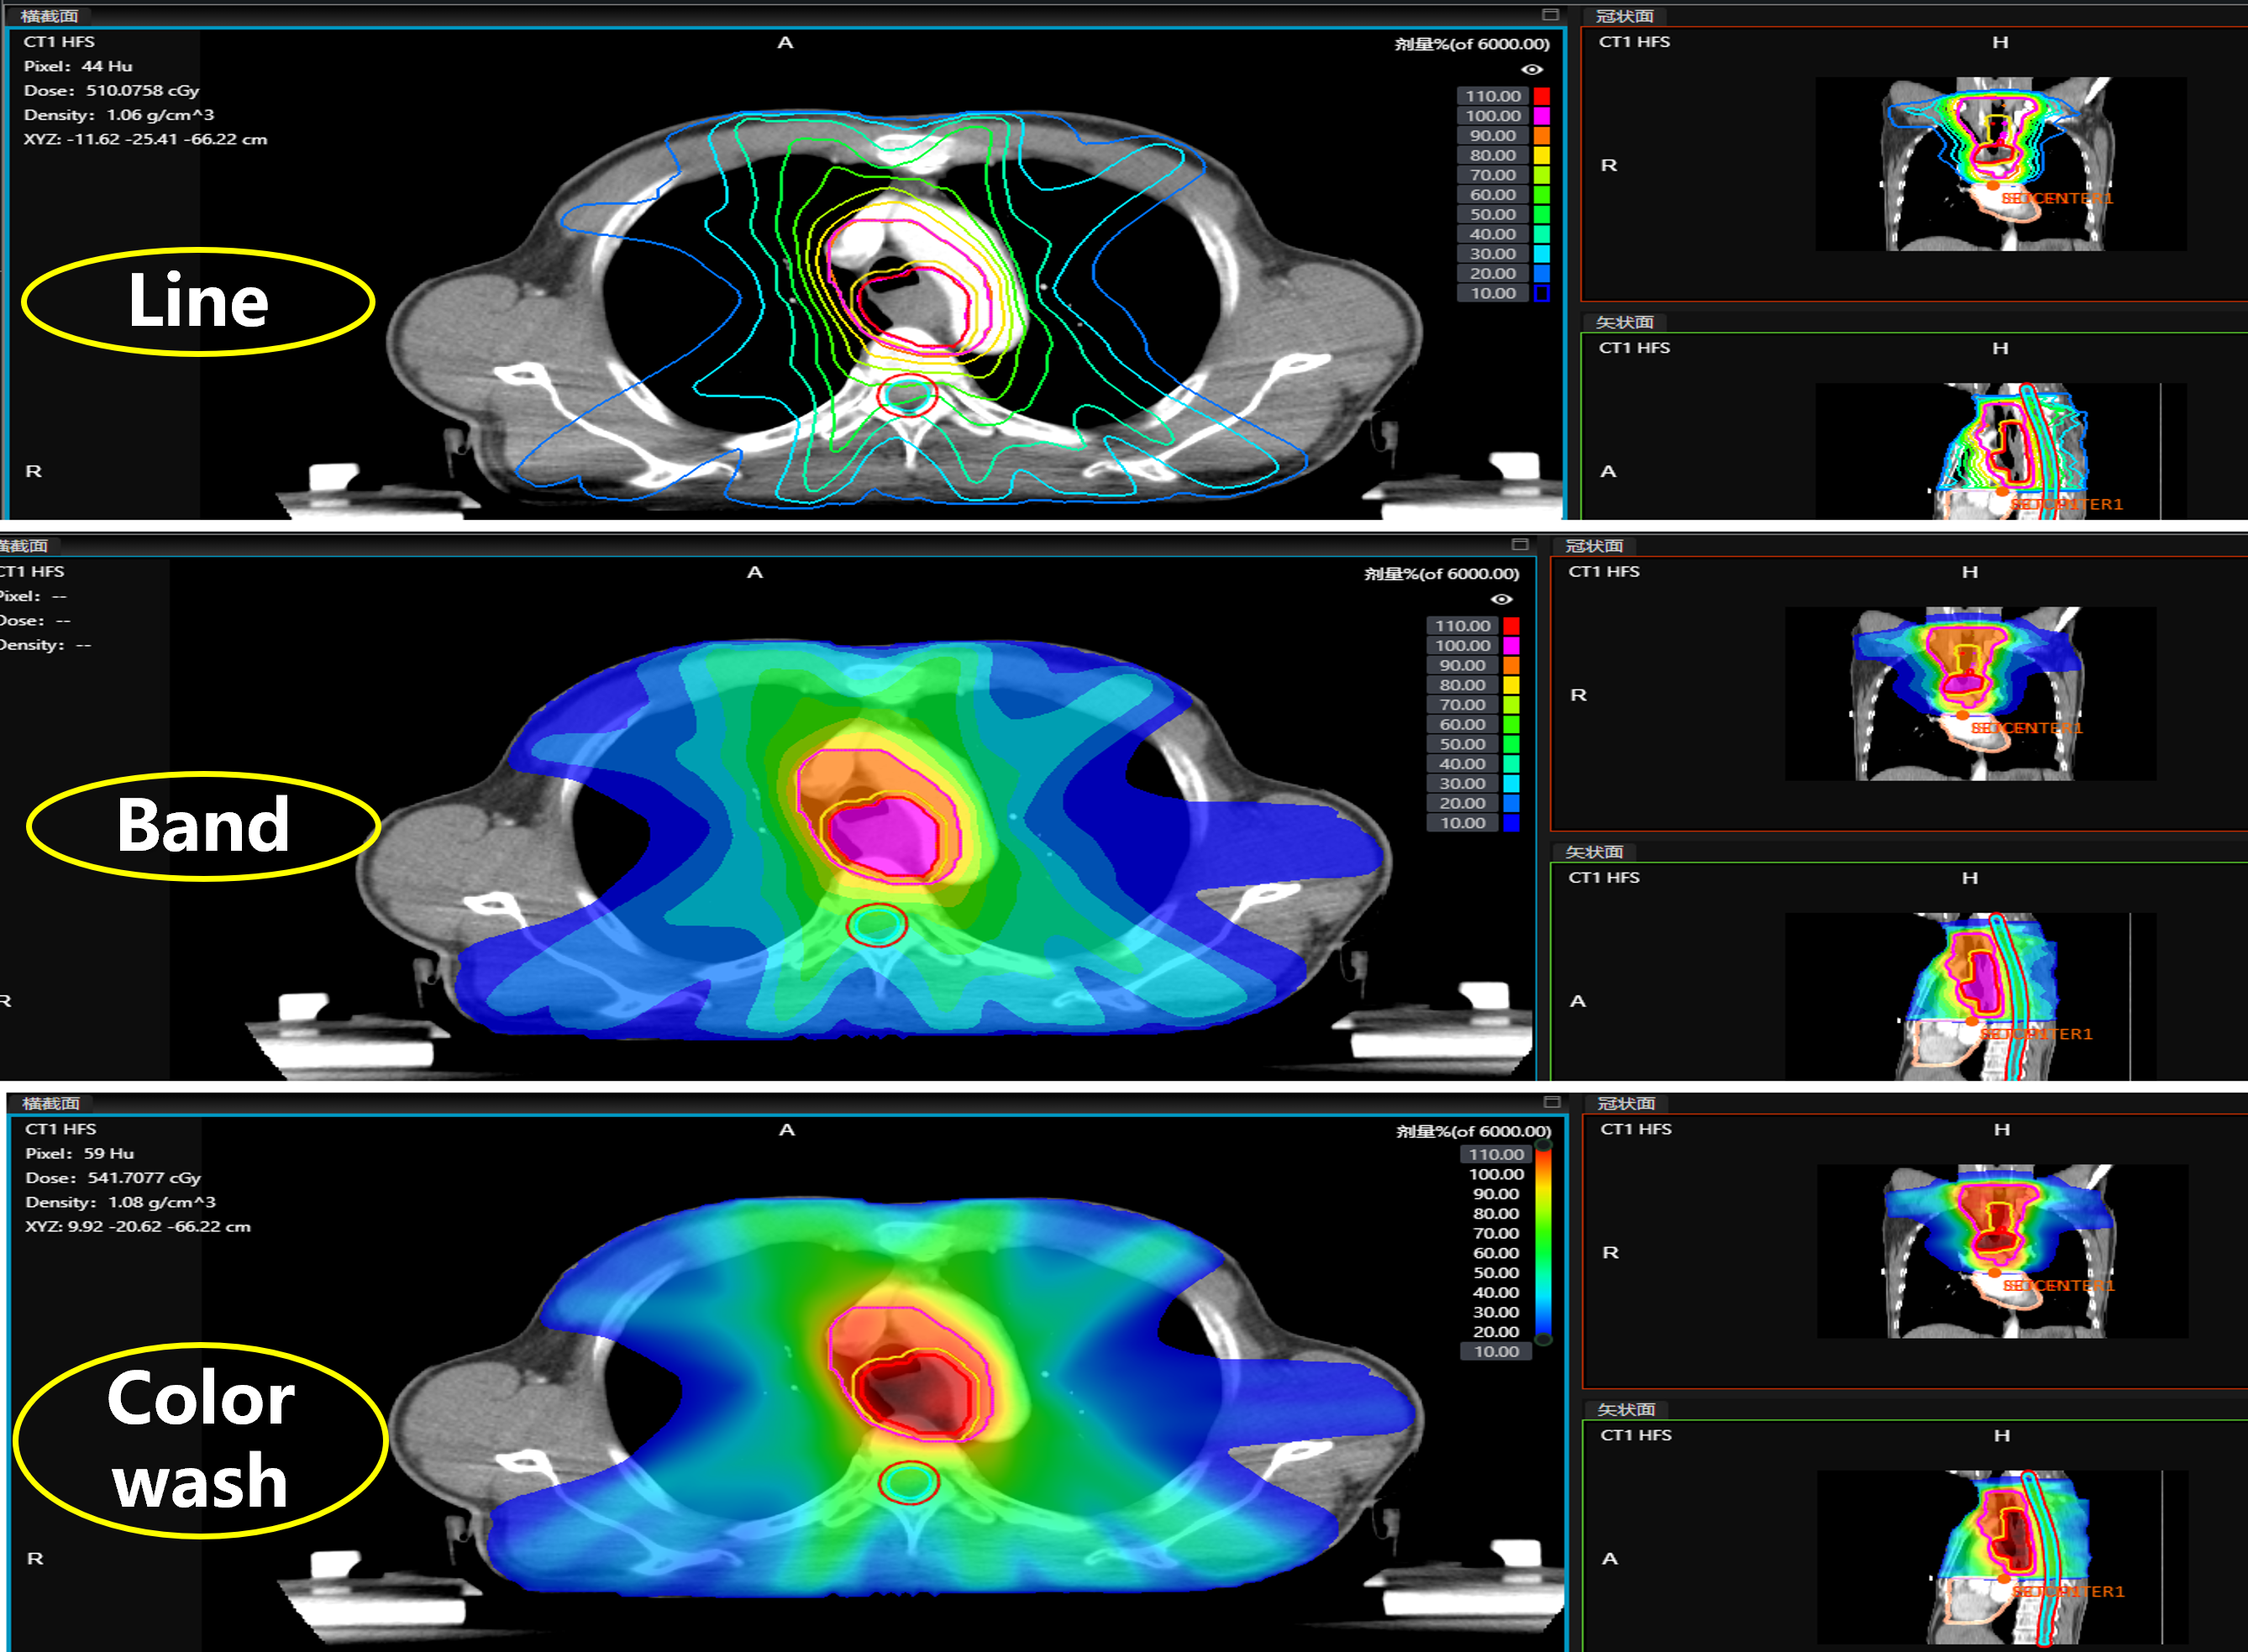 横截面
CT1 HFS
Pixel: 44 Hu
Dose: 510.0758 cGy
Density: 1.06 g/cm^3
XYZ: -11.62 -25.41 -66.22 cm
A
剂量%(of 6000.00)
110.00
100.00
90.00
80.00
70.00
60.00
50.00
40.00
30.00
20.00
10.00
Line
R
冠状面
CT1 HFS
H
R
矢状面
CT1 HFS
H
A
横截面
CT1 HFS
Pixel: --
Dose: --
Density: --
A
剂量%(of 6000.00)
110.00
100.00
90.00
80.00
70.00
60.00
50.00
40.00
30.00
20.00
10.00
Band
R
冠状面
CT1 HFS
H
R
矢状面
CT1 HFS
H
A
横截面
CT1 HFS
Pixel: 59 Hu
Dose: 541.7077 cGy
Density: 1.08 g/cm^3
XYZ: 9.92 -20.62 -66.22 cm
A
剂量%(of 6000.00)
110.00
100.00
90.00
80.00
70.00
60.00
50.00
40.00
30.00
20.00
10.00
Color
wash
R
冠状面
CT1 HFS
H
R
矢状面
CT1 HFS
H
A